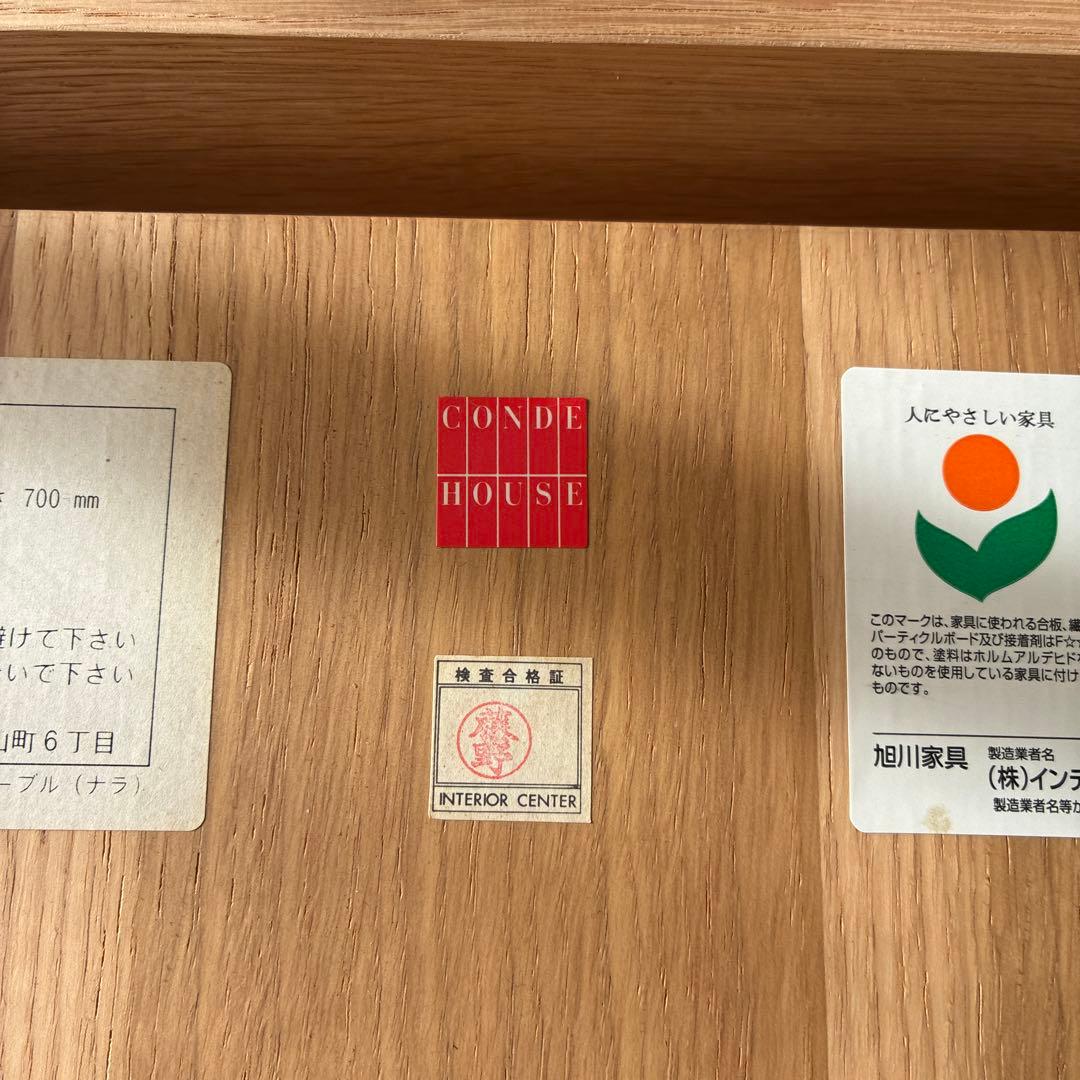 700 mm
避けて下さい
いで下さい
山町6丁目
ーブル(ナラ)
CONDE
HOUSE
検査合格証
藤野
INTERIOR CENTER
人にやさしい家具
このマークは、家具に使われる合板、繊
パーティクルボード及び接着剤はF☆
のもので、塗料はホルムアルデヒドを
ないものを使用している家具に付け
ものです。
旭川家具
製造業者名
(株)インテ
製造業者名等か